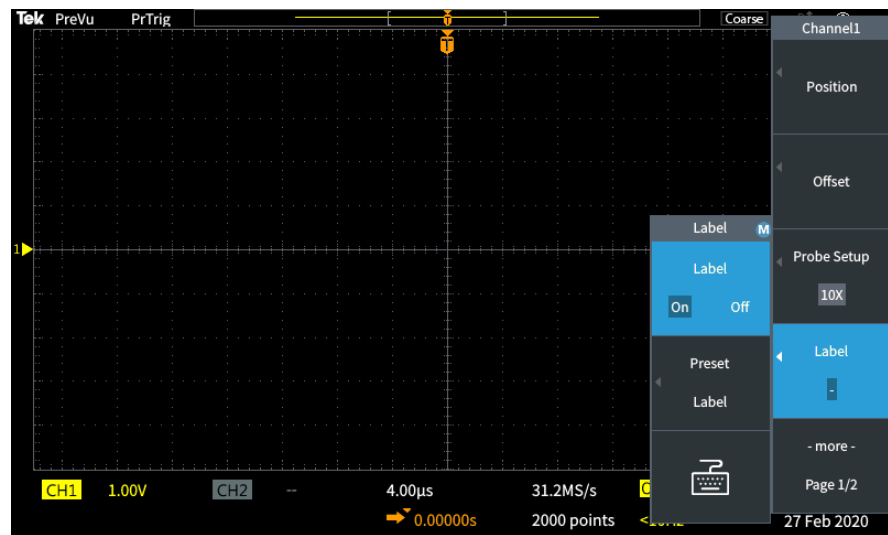 Tek PreVu PrTrig Coarse
T
T
Channel1
Position
Offset
Probe Setup
10X
Label
-
- more -
Page 1/2
Label M
Label
On Off
Preset
Label
1
CH1 1.00V CH2 -- 4.00µs 31.2MS/s
0.00000s 2000 points 27 Feb 2020